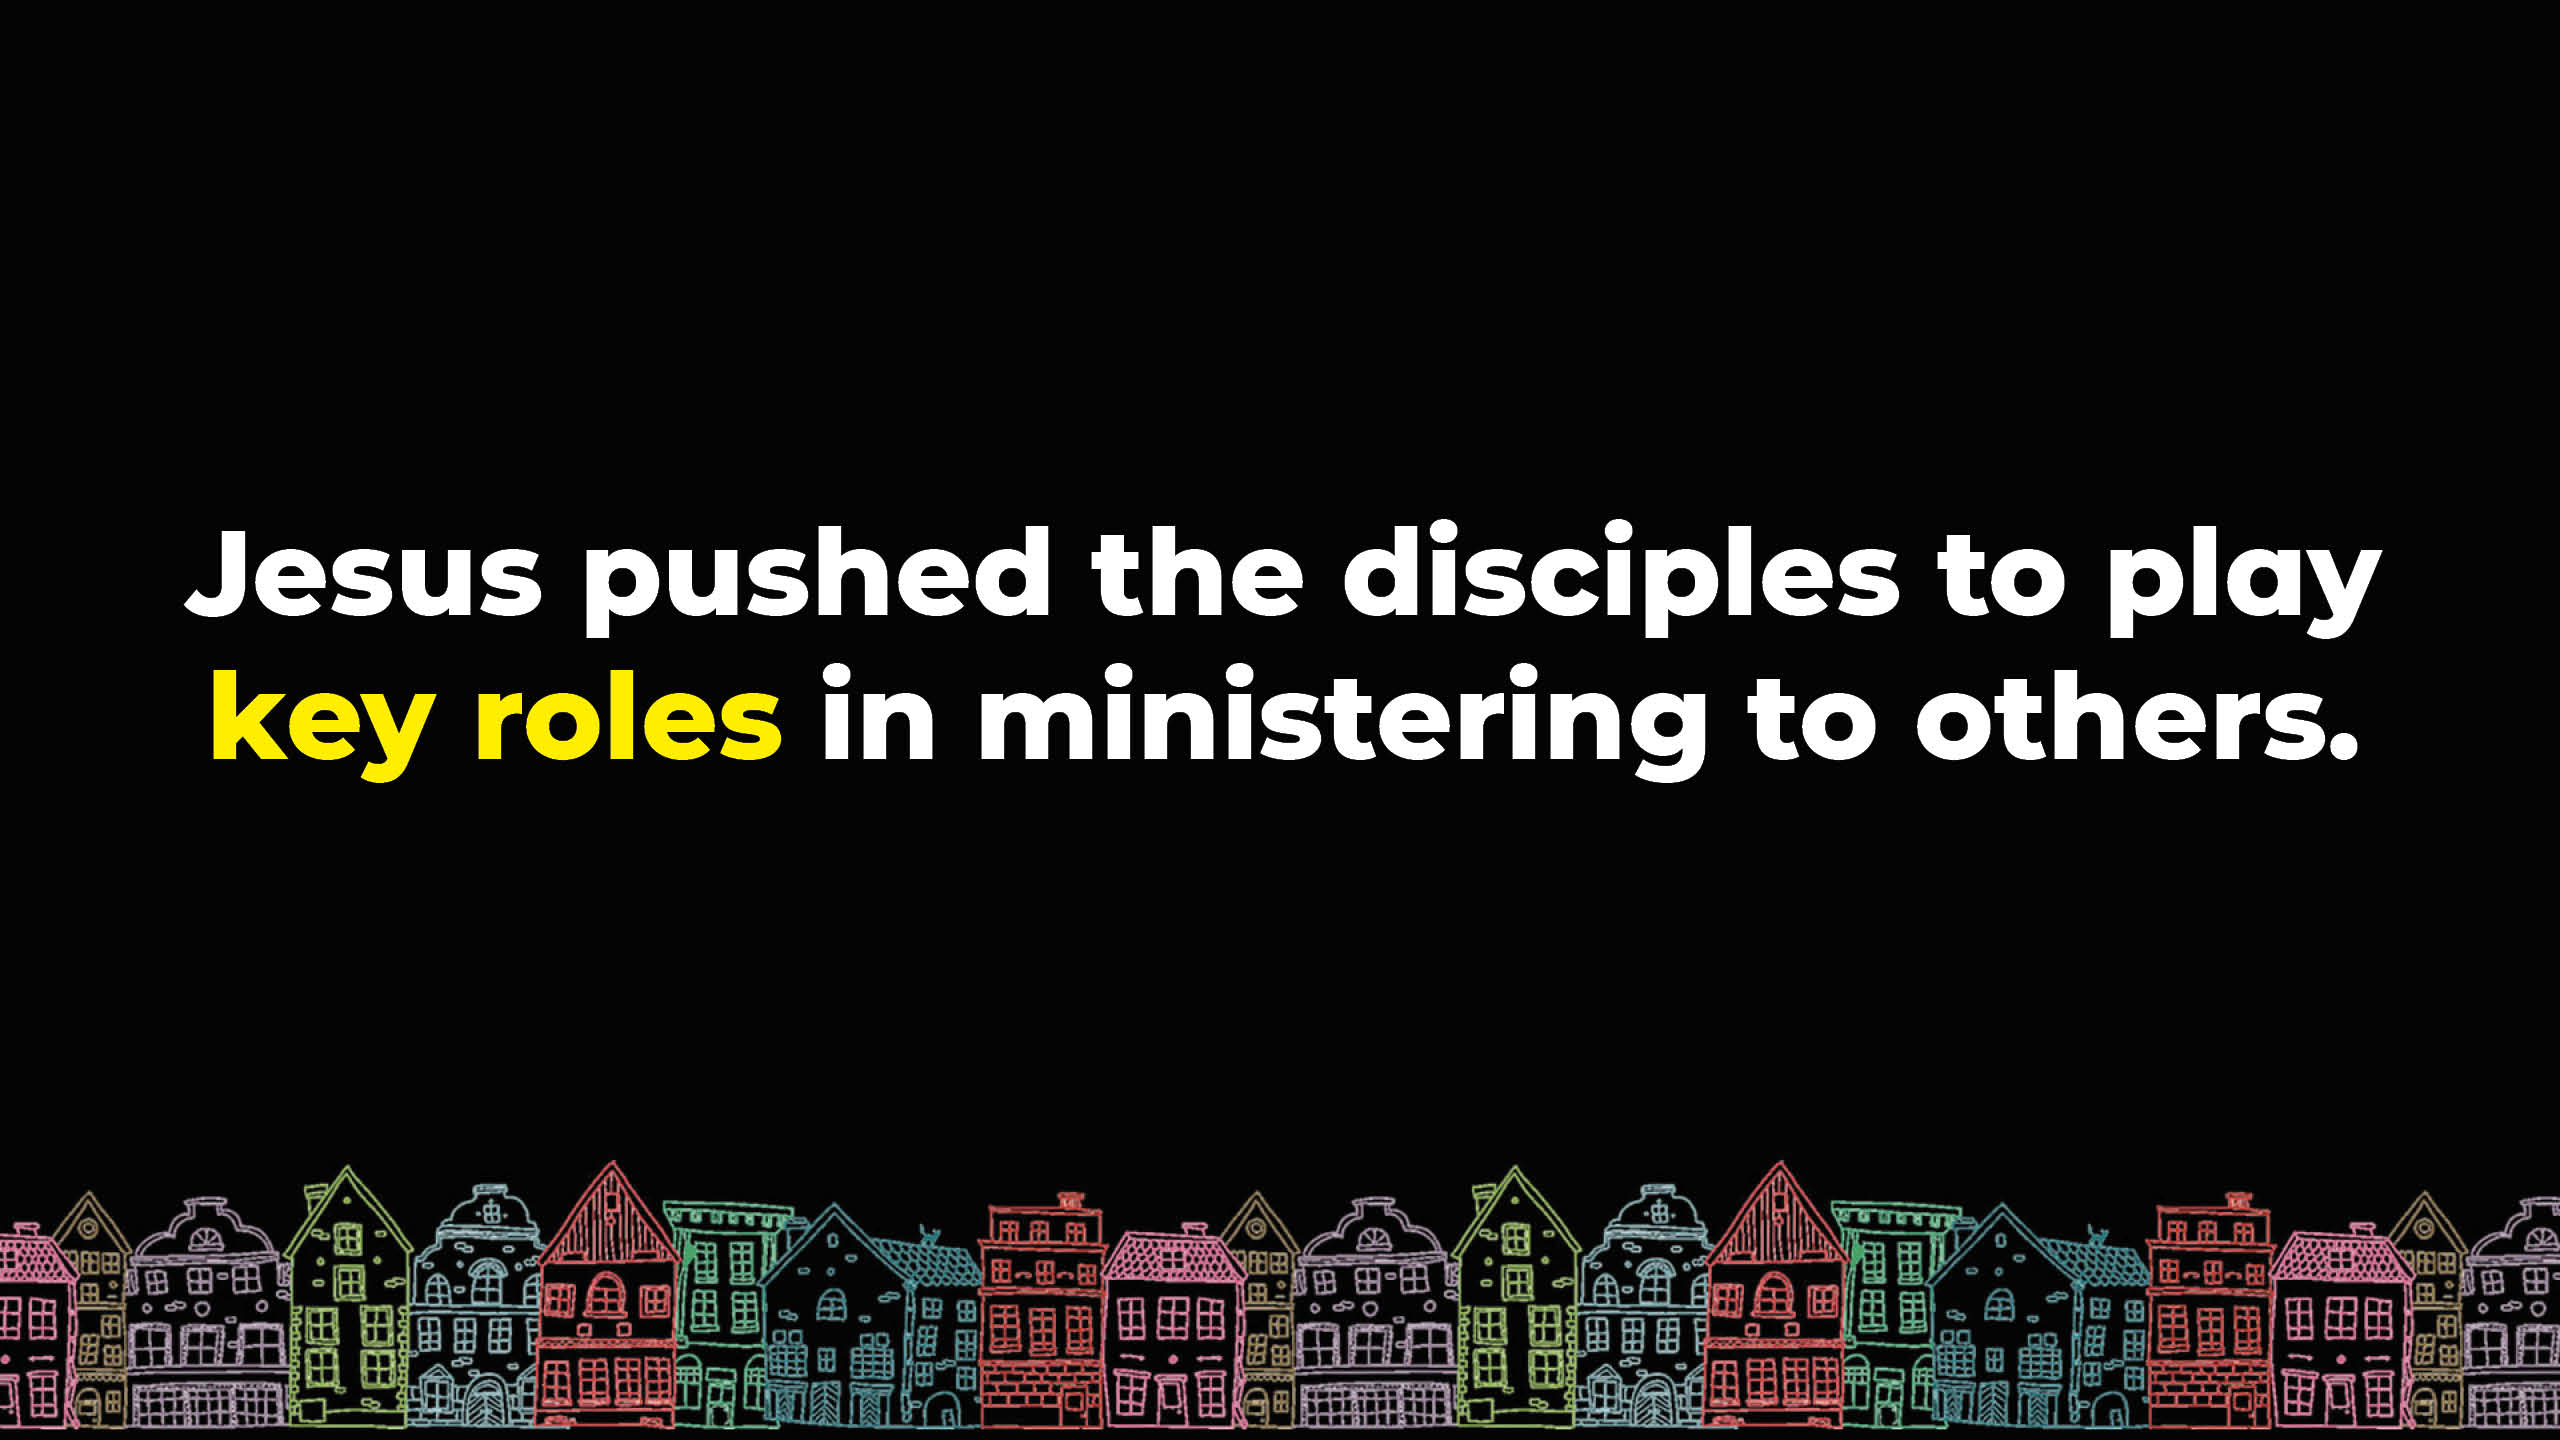 Jesus pushed the disciples to play
key roles in ministering to others.